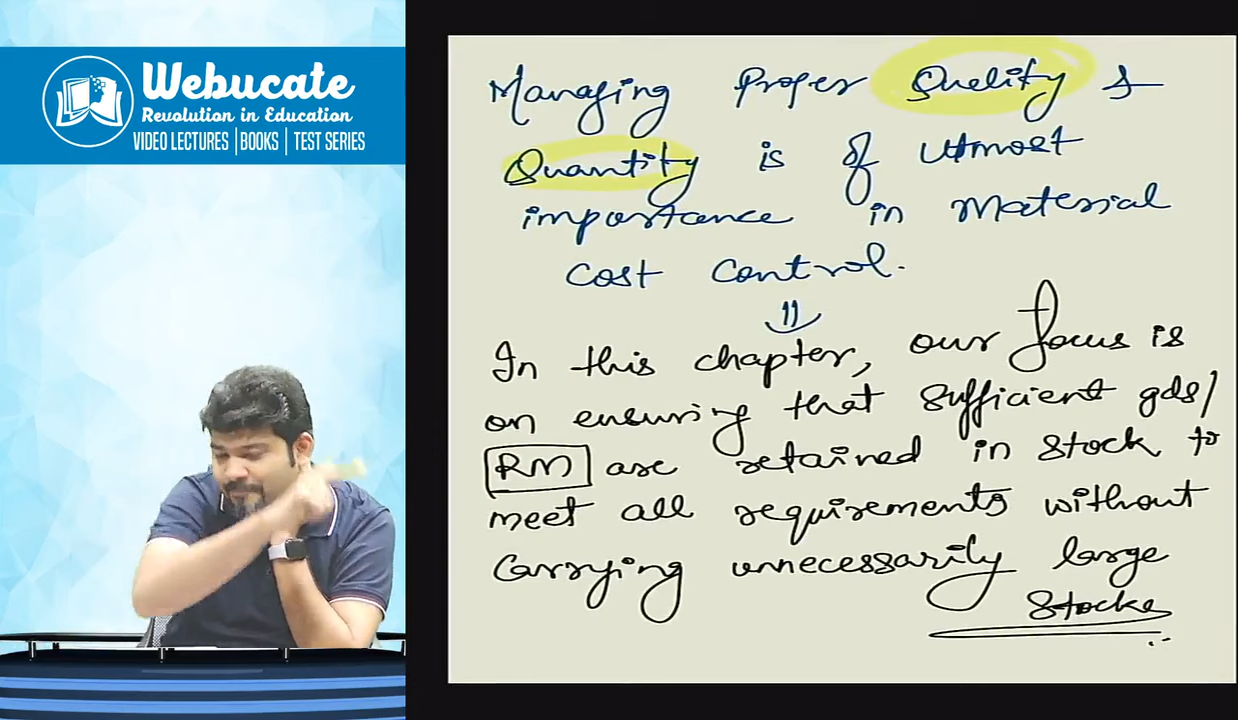 Webucate
Revolution in Education
VIDEO LECTURES | BOOKS | TEST SERIES
Managing Proper Quality &
Quantity is of Utmost
importance in Material
Cost Control.
In this chapter, our focus is
on ensuring that sufficient gds/
RM are retained in stock to
meet all requirements without
Carrying unnecessarily large
Stocks